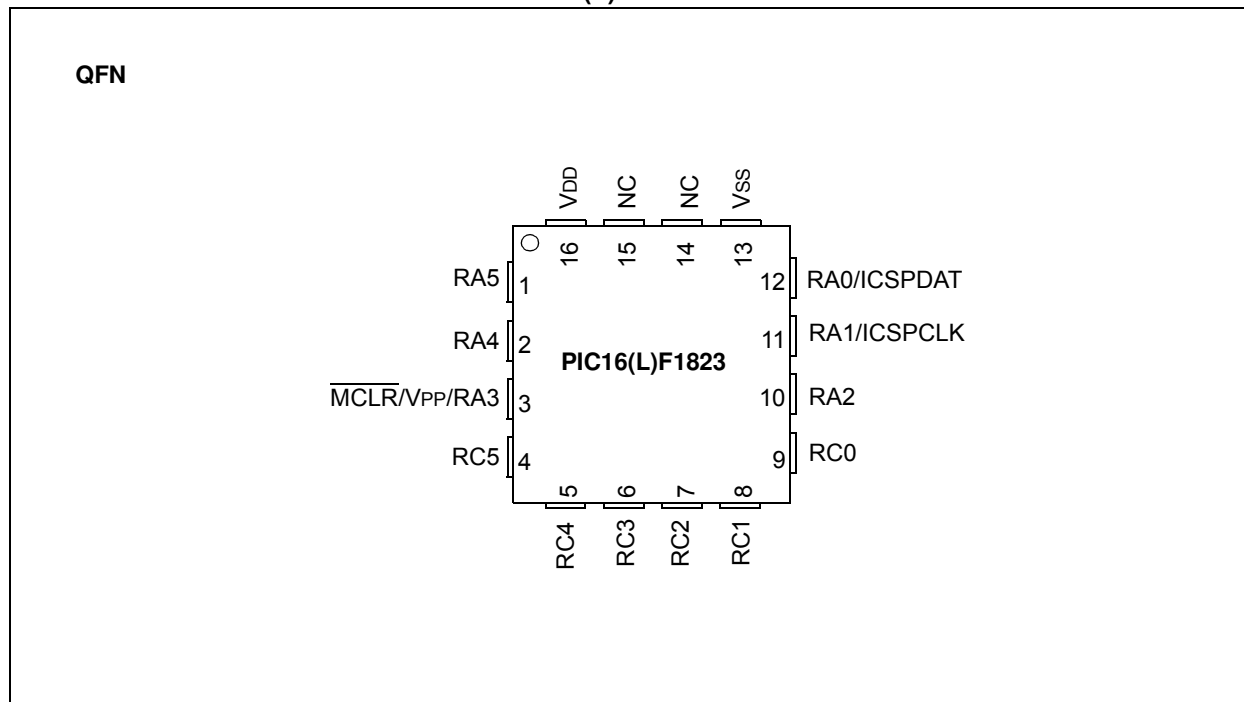 QFN
VDD
NC
NC
VSS
16
15
14
13
RA5 1
12 RA0/ICSPDAT
RA4 2
11 RA1/ICSPCLK
PIC16(L)F1823
MCLR/VPP/RA3 3
10 RA2
RC5 4
9 RC0
5
6
7
8
RC4
RC3
RC2
RC1